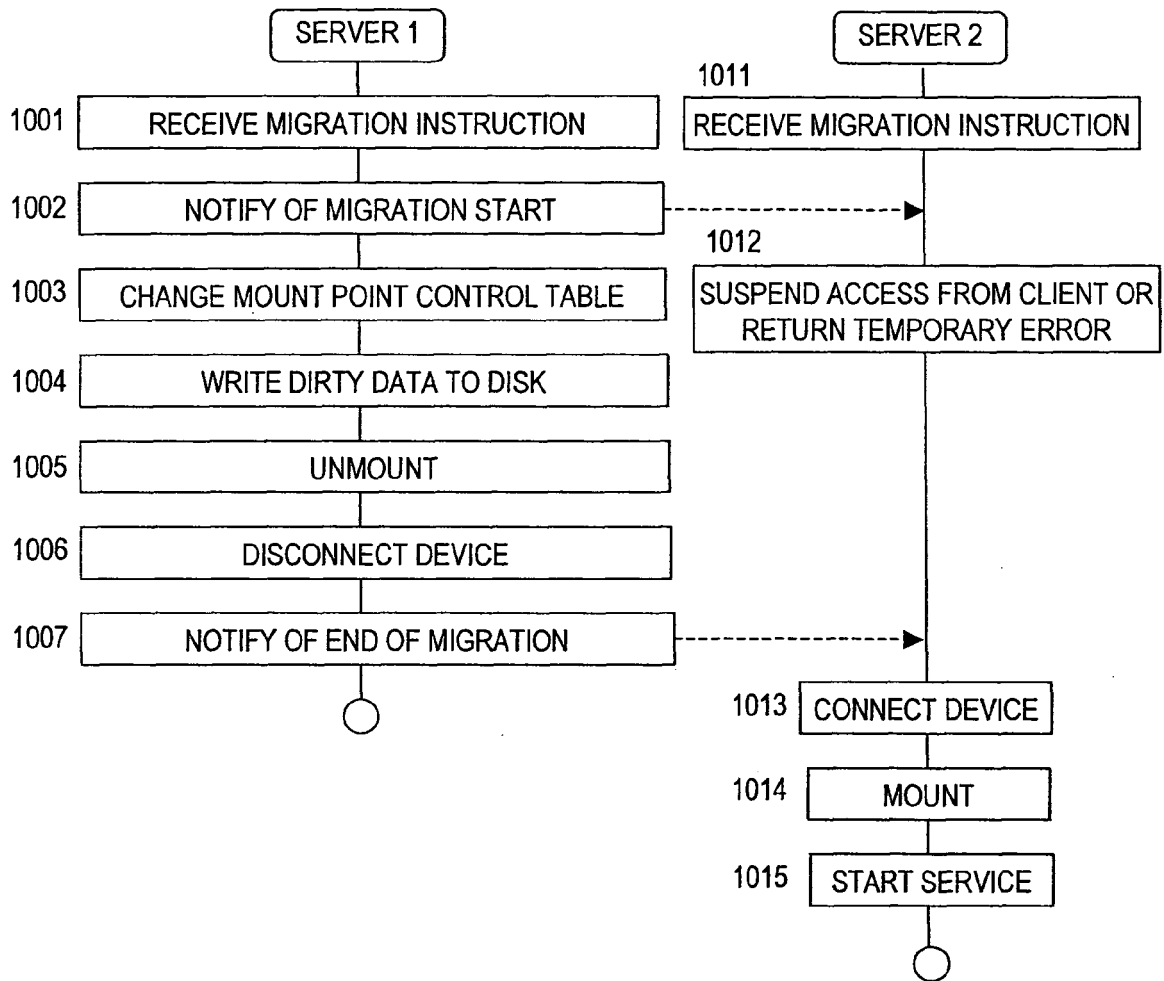 SERVER 1
1001 RECEIVE MIGRATION INSTRUCTION
1002 NOTIFY OF MIGRATION START
1003 CHANGE MOUNT POINT CONTROL TABLE
1004 WRITE DIRTY DATA TO DISK
1005 UNMOUNT
1006 DISCONNECT DEVICE
1007 NOTIFY OF END OF MIGRATION
SERVER 2
1011
RECEIVE MIGRATION INSTRUCTION
1012
SUSPEND ACCESS FROM CLIENT OR
RETURN TEMPORARY ERROR
1013 CONNECT DEVICE
1014 MOUNT
1015 START SERVICE